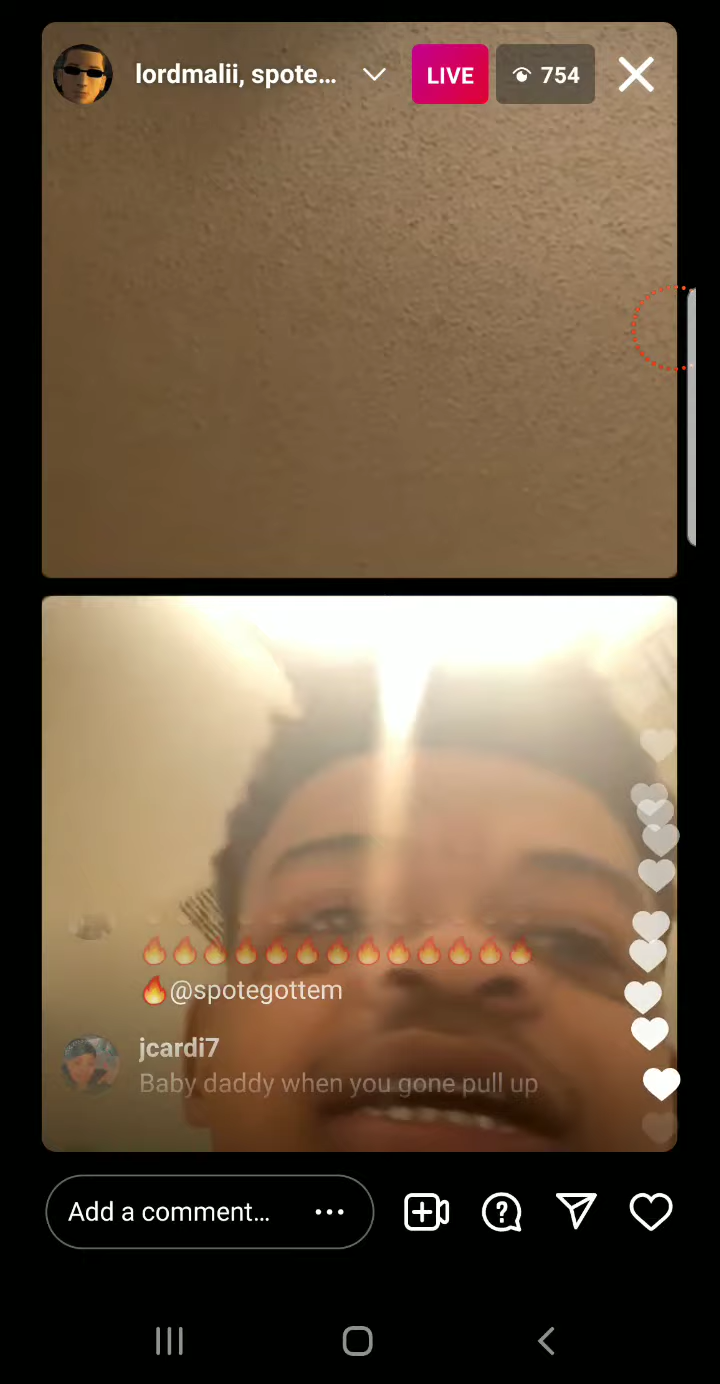 lordmalii, spote...
LIVE
754
🔥🔥🔥🔥🔥🔥🔥🔥🔥🔥🔥🔥🔥
🔥@spotegottem
jcardi7
Baby daddy when you gone pull up
Add a comment...